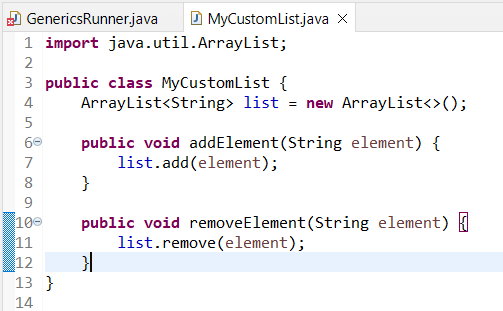 GenericsRunner.java MyCustomList.java
1 import java.util.ArrayList;
2
3 public class MyCustomList {
4     ArrayList<String> list = new ArrayList<>();
5
6     public void addElement(String element) {
7         list.add(element);
8     }
9
10     public void removeElement(String element) {
11         list.remove(element);
12     }
13 }
14